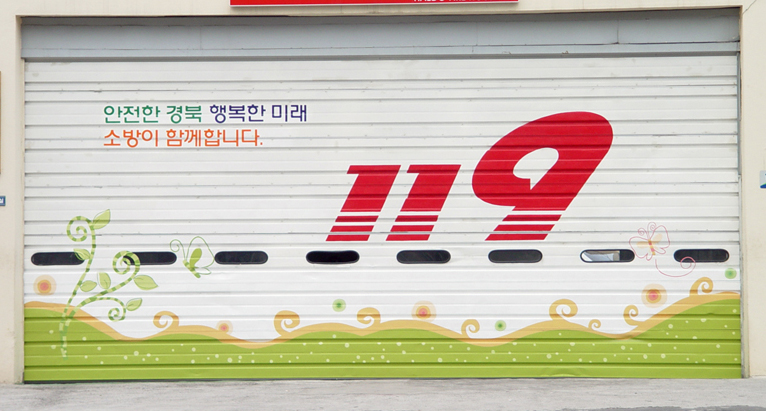 안전한 경북 행복한 미래
소방이 함께합니다.
119